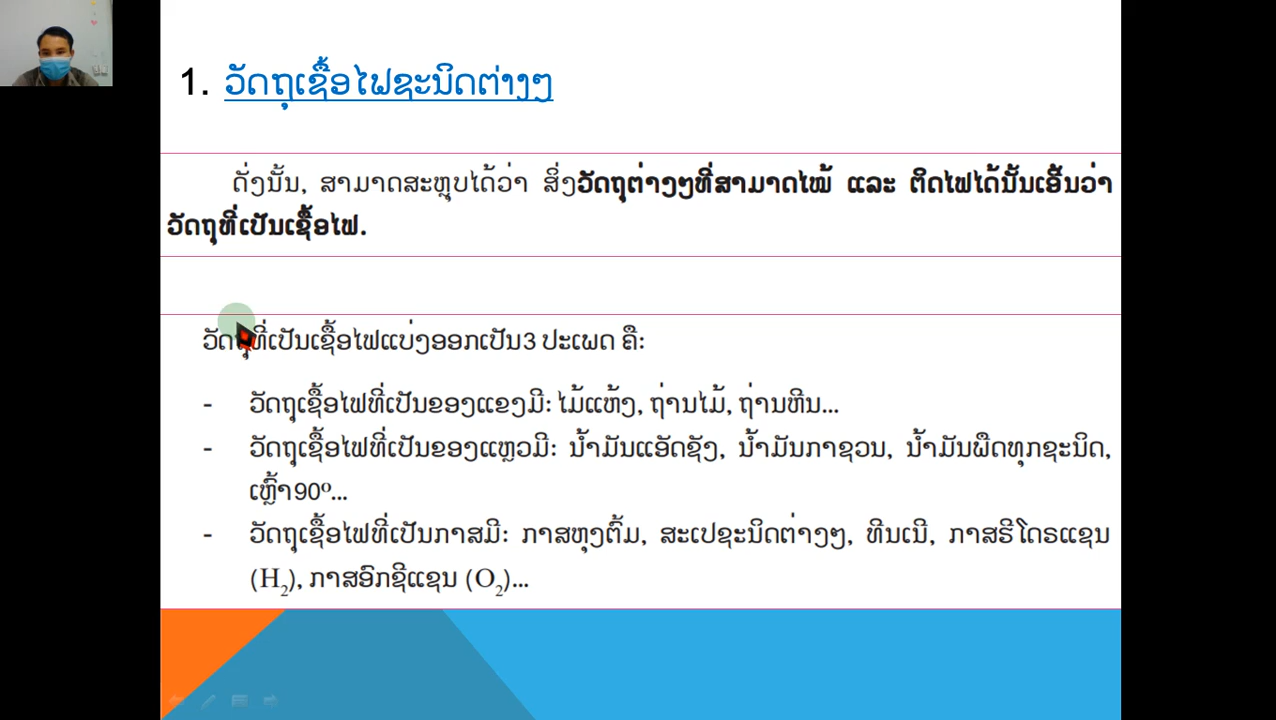 1. ວັດຖຸເຊື້ອໄຟຊະນິດຕ່າງໆ
ດັ່ງນັ້ນ, ສາມາດສະຫຼຸບໄດ້ວ່າ ສິ່ງວັດຖຸຕ່າງໆທີ່ສາມາດໄໝ້ ແລະ ຕິດໄຟໄດ້ນັ້ນເອີ້ນວ່າ
ວັດຖຸທີ່ເປັນເຊື້ອໄຟ.
ວັດຖຸທີ່ເປັນເຊື້ອໄຟແບ່ງອອກເປັນ3 ປະເພດ ຄື:
- ວັດຖຸເຊື້ອໄຟທີ່ເປັນຂອງແຂງມີ: ໄມ້ແຫ້ງ, ຖ່ານໄມ້, ຖ່ານຫີນ...
- ວັດຖຸເຊື້ອໄຟທີ່ເປັນຂອງແຫຼວມີ: ນໍ້າມັນແອັດຊັງ, ນໍ້າມັນກາຊວນ, ນໍ້າມັນພືດທຸກຊະນິດ,
ເຫຼົ້າ90º...
- ວັດຖຸເຊື້ອໄຟທີ່ເປັນກາສມີ: ກາສຫຸງຕົ້ມ, ສະເປຊະນິດຕ່າງໆ, ທີນເນີ, ກາສຮີໂດຣແຊນ
(H₂), ກາສອົກຊີແຊນ (O₂)...